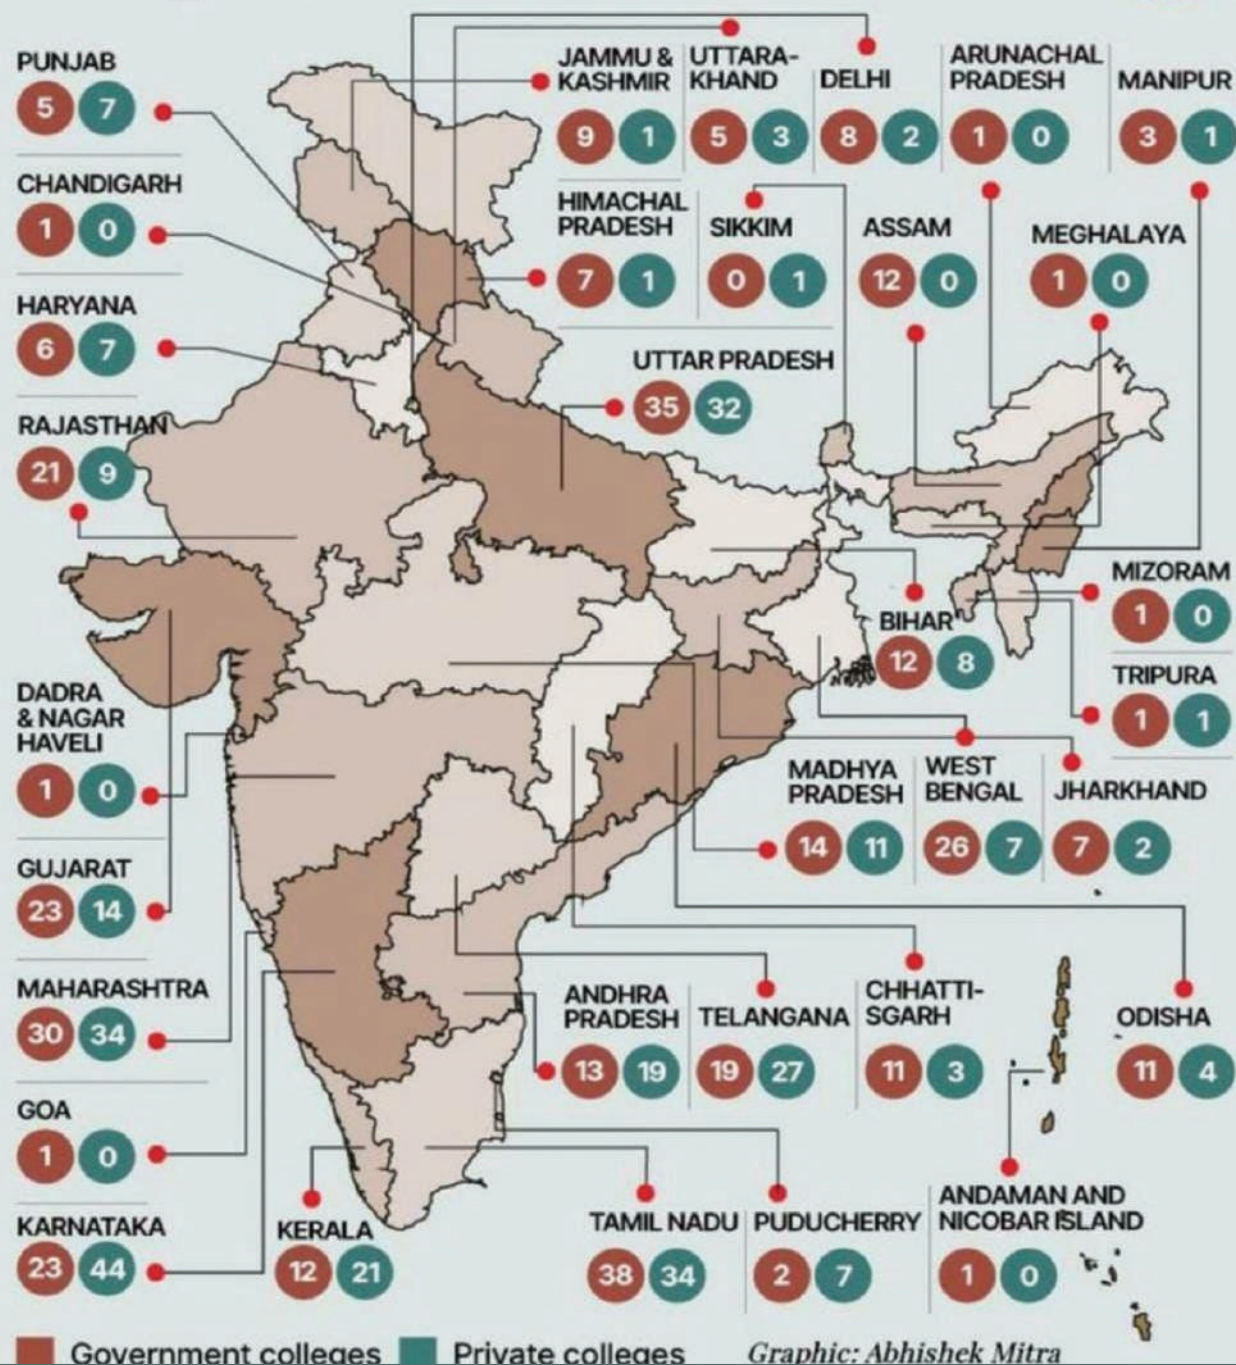 PUNJAB
5 7
CHANDIGARH
1 0
HARYANA
6 7
RAJASTHAN
21 9
DADRA
& NAGAR
HAVELI
1 0
GUJARAT
23 14
MAHARASHTRA
30 34
GOA
1 0
KARNATAKA
23 44
JAMMU &
KASHMIR
9 1
UTTARA-
KHAND
5 3
DELHI
8 2
ARUNACHAL
PRADESH
1 0
MANIPUR
3 1
HIMACHAL
PRADESH
7 1
SIKKIM
0 1
ASSAM
12 0
MEGHALAYA
1 0
UTTAR PRADESH
35 32
MIZORAM
1 0
BIHAR
12 8
TRIPURA
1 1
MADHYA
PRADESH
14 11
WEST
BENGAL
26 7
JHARKHAND
7 2
ANDHRA
PRADESH
13 19
TELANGANA
19 27
CHHATTI-
SGARH
11 3
ODISHA
11 4
KERALA
12 21
TAMIL NADU
38 34
PUDUCHERRY
2 7
ANDAMAN AND
NICOBAR ISLAND
1 0
Government colleges Private colleges Graphic: Abhishek Mitra